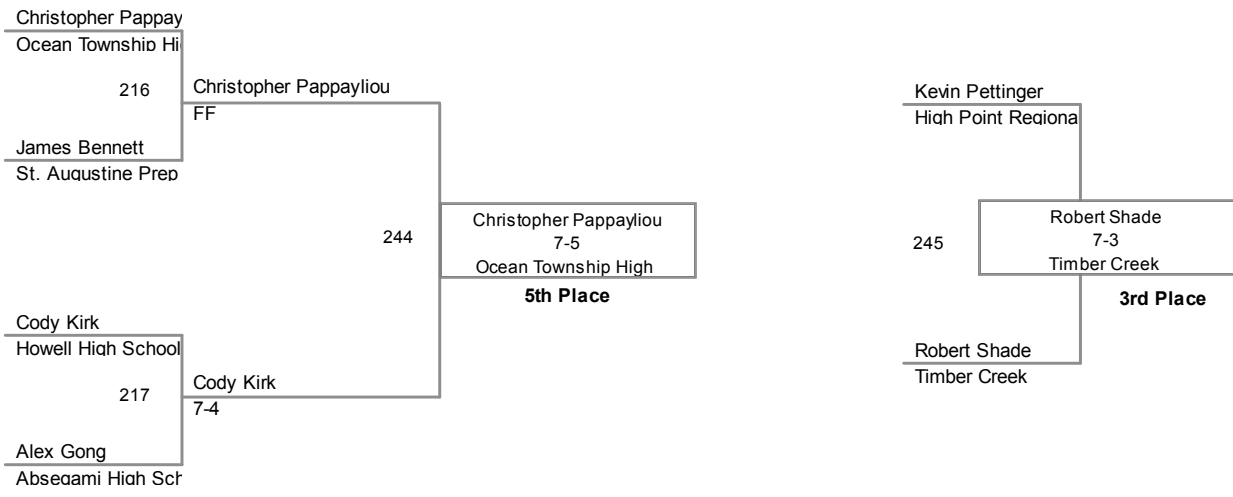 Christopher Pappay
Ocean Township Hi
216
Christopher Pappayliou
FF
James Bennett
St. Augustine Prep
244
Christopher Pappayliou
7-5
Ocean Township High
5th Place
Cody Kirk
Howell High School
217
Cody Kirk
7-4
Alex Gong
Absegami High Sch
Kevin Pettinger
High Point Regiona
245
Robert Shade
7-3
Timber Creek
3rd Place
Robert Shade
Timber Creek